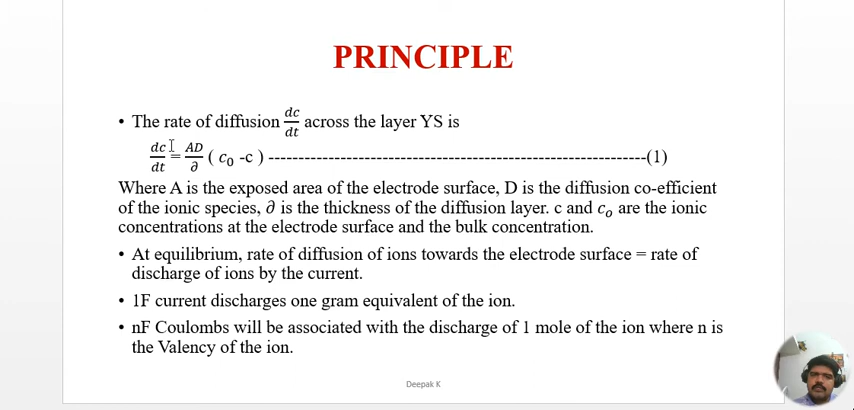 PRINCIPLE
• The rate of diffusion dc/dt across the layer YS is
dc/dt = AD/∂ ( c₀ -c ) ---------------------------------------------------------------(1)
Where A is the exposed area of the electrode surface, D is the diffusion co-efficient
of the ionic species, ∂ is the thickness of the diffusion layer. c and cₒ are the ionic
concentrations at the electrode surface and the bulk concentration.
• At equilibrium, rate of diffusion of ions towards the electrode surface = rate of
discharge of ions by the current.
• 1F current discharges one gram equivalent of the ion.
• nF Coulombs will be associated with the discharge of 1 mole of the ion where n is
the Valency of the ion.
Deepak K